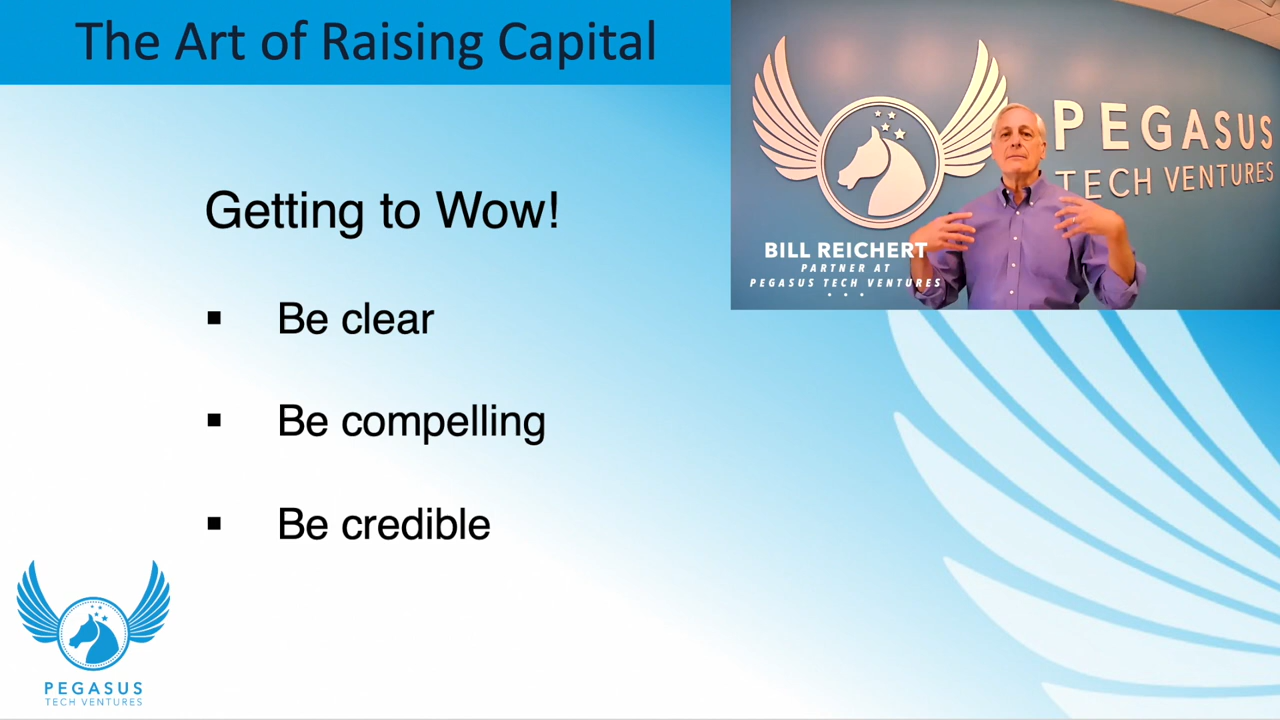 The Art of Raising Capital
Getting to Wow!
▪ Be clear
▪ Be compelling
▪ Be credible
PEGASUS
TECH VENTURES
BILL REICHERT
PARTNER AT
PEGASUS TECH VENTURES
PEGASUS
TECH VENTURES